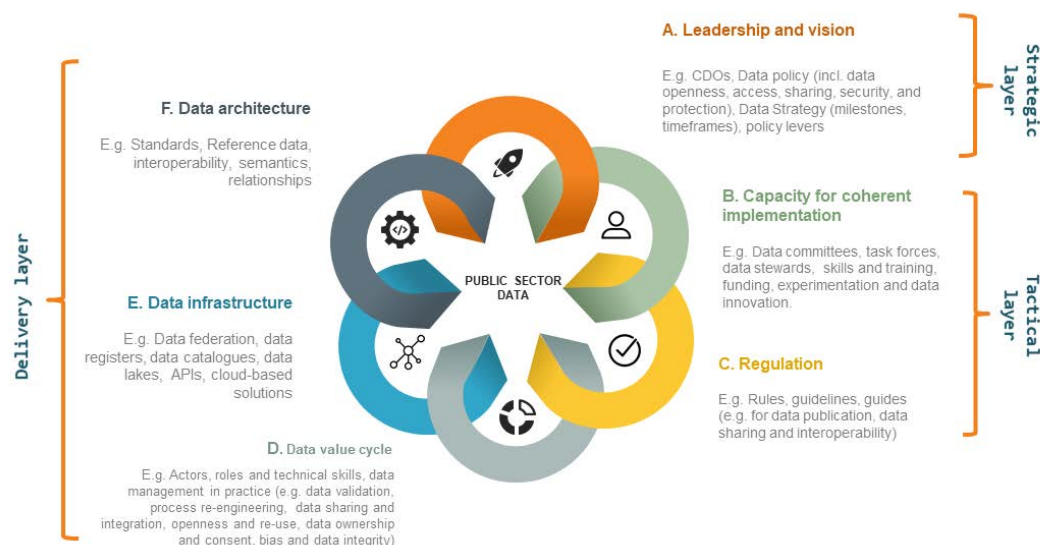 A. Leadership and vision
E.g. CDOs, Data policy (incl. data
openness, access, sharing, security, and
protection), Data Strategy (milestones,
timeframes), policy levers
Strategic
layer
B. Capacity for coherent
implementation
E.g. Data committees, task forces,
data stewards, skills and training,
funding, experimentation and data
innovation.
C. Regulation
E.g. Rules, guidelines, guides
(e.g. for data publication, data
sharing and interoperability)
Tactical
layer
PUBLIC SECTOR
DATA
F. Data architecture
E.g. Standards, Reference data,
interoperability, semantics,
relationships
E. Data infrastructure
E.g. Data federation, data
registers, data catalogues, data
lakes, APIs, cloud-based
solutions
D. Data value cycle
E.g. Actors, roles and technical skills, data
management in practice (e.g. data validation,
process re-engineering, data sharing and
integration, openness and re-use, data ownership
and consent, bias and data integrity)
Delivery layer